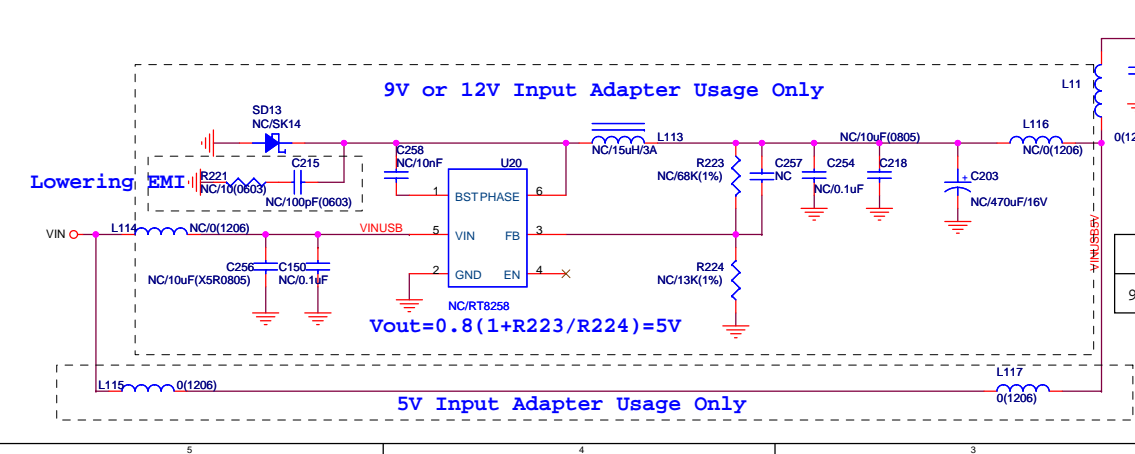 9V or 12V Input Adapter Usage Only
L11
SD13
NC/SK14
L116
NC/0(1206)
0(12
C258
NC/10nF
U20
NC/15uH/3A
L113
NC/10uF(0805)
Lowering EMI
R221
NC/10(0603)
C215
NC/100pF(0603)
R223
NC/68K(1%)
C257
NC
C254
NC/0.1uF
C218
C203
+
NC/470uF/16V
1
BST
PHASE
6
VIN
L114
NC/0(1206)
VINUSB
5
VIN
FB
3
VINUSB5V
C256
NC/10uF(X5R0805)
C150
NC/0.1uF
2
GND
EN
4
R224
NC/13K(1%)
9
NC/RT8258
Vout=0.8(1+R223/R224)=5V
L115
0(1206)
L117
0(1206)
5V Input Adapter Usage Only
5
4
3